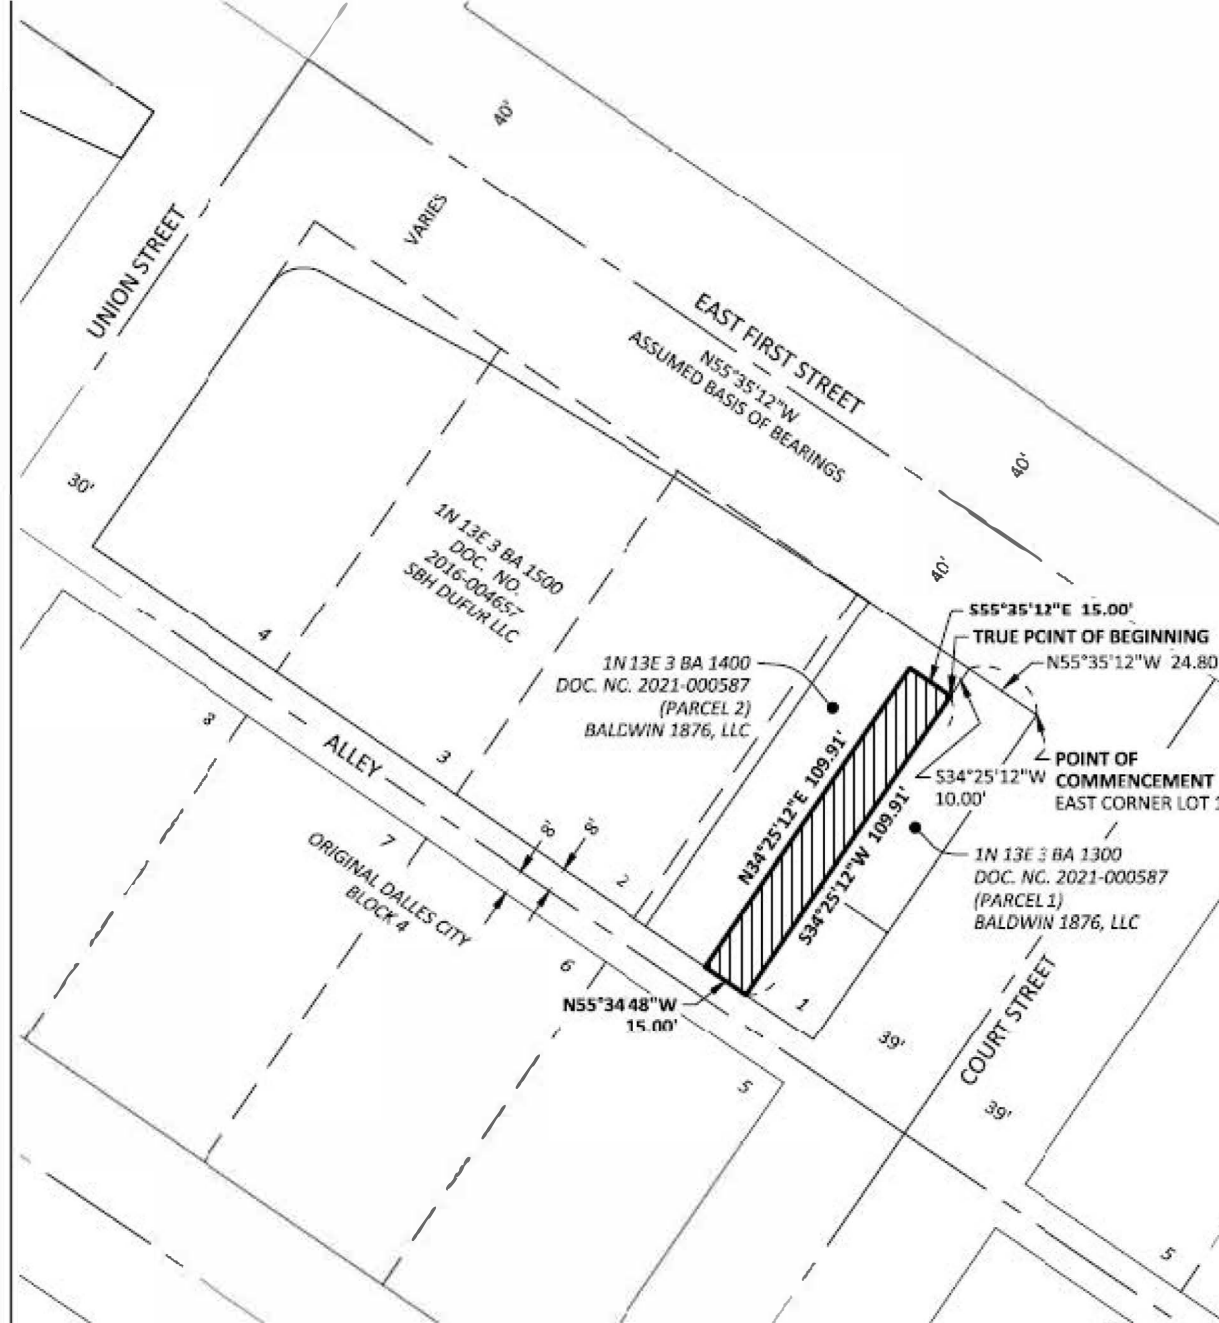 40'
UNION STREET
VARIES
EAST FIRST STREET
N55°35'12"W
ASSUMED BASIS OF BEARINGS
40'
40'
30'
1N 13E 3 BA 1500
DOC. NO.
2016-004657
SBH DUFUR LLC
S55°35'12"E 15.00'
TRUE POINT OF BEGINNING
N55°35'12"W 24.80
1N 13E 3 BA 1400
DOC. NO. 2021-000587
(PARCEL 2)
BALDWIN 1876, LLC
N34°25'12"E 109.91'
S34°25'12"W 109.91'
S34°25'12"W
10.00'
POINT OF
COMMENCEMENT
EAST CORNER LOT 1
1N 13E 3 BA 1300
DOC. NO. 2021-000587
(PARCEL 1)
BALDWIN 1876, LLC
4
3
2
1
ALLEY
8'
8'
8
7
6
5
ORIGINAL DALLES CITY
BLOCK 4
N55°34'48"W
15.00'
39'
COURT STREET
39'
5